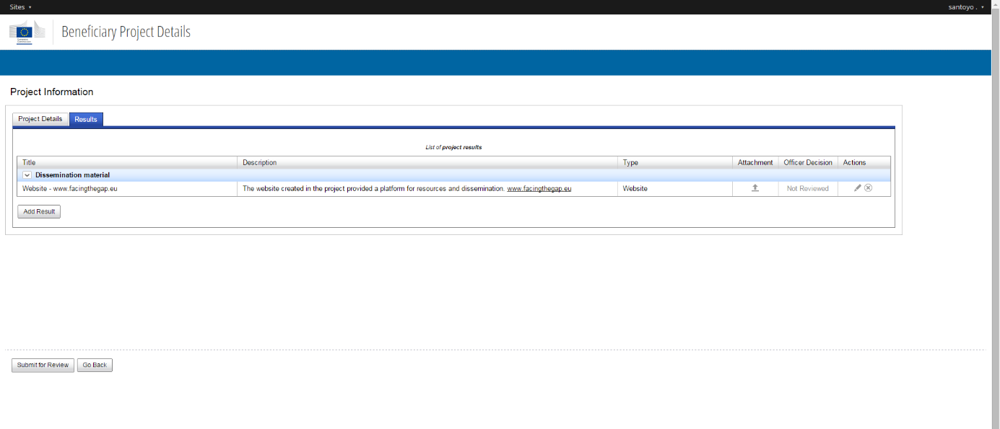 Sites
santoyo .
Beneficiary Project Details
Project Information
Project Details
Results
List of project results
Title Description Type Attachment Officer Decision Actions
Dissemination material
Website - www.facingthegap.eu The website created in the project provided a platform for resources and dissemination. www.facingthegap.eu Website Not Reviewed
Add Result
Submit for Review Go Back